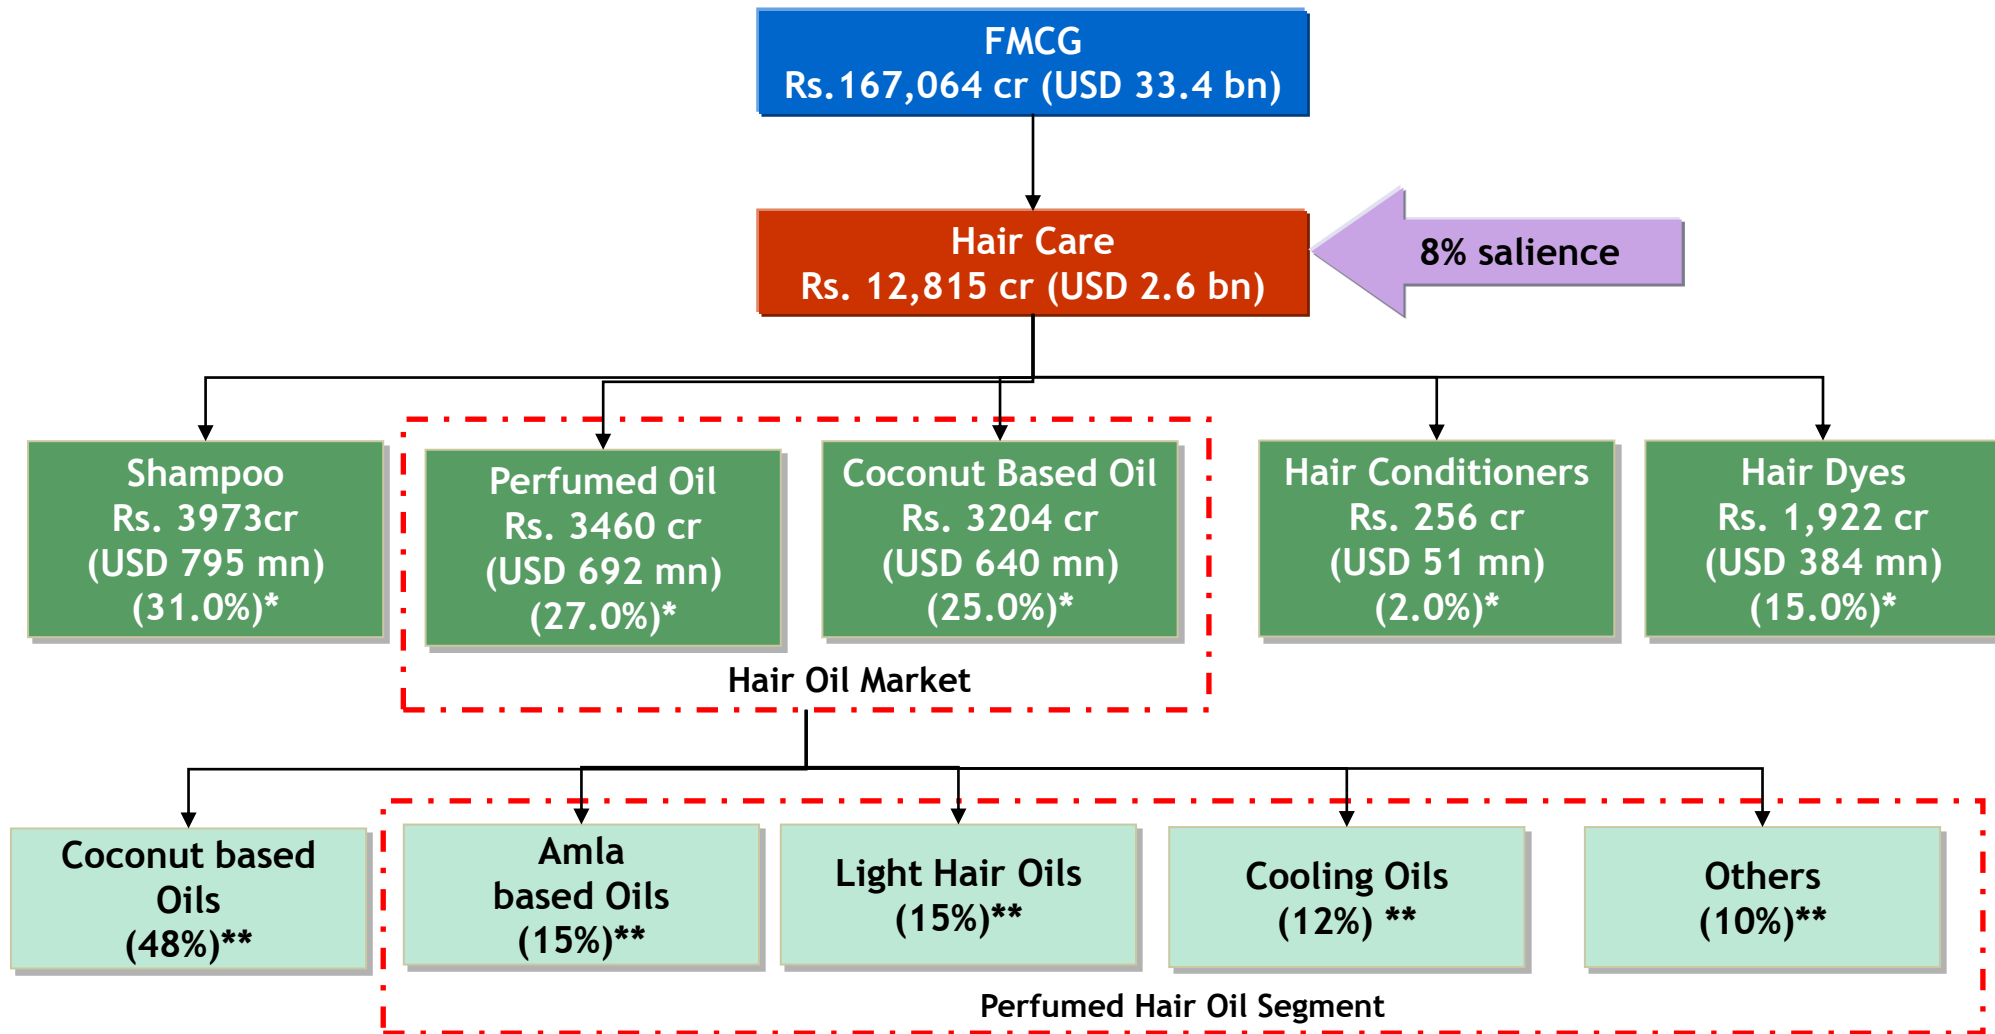 FMCG
Rs.167,064 cr (USD 33.4 bn)
Hair Care
Rs. 12,815 cr (USD 2.6 bn)
8% salience
Shampoo
Rs. 3973cr
(USD 795 mn)
(31.0%)*
Perfumed Oil
Rs. 3460 cr
(USD 692 mn)
(27.0%)*
Coconut Based Oil
Rs. 3204 cr
(USD 640 mn)
(25.0%)*
Hair Conditioners
Rs. 256 cr
(USD 51 mn)
(2.0%)*
Hair Dyes
Rs. 1,922 cr
(USD 384 mn)
(15.0%)*
Hair Oil Market
Coconut based
Oils
(48%)**
Amla
based Oils
(15%)**
Light Hair Oils
(15%)**
Cooling Oils
(12%) **
Others
(10%)**
Perfumed Hair Oil Segment